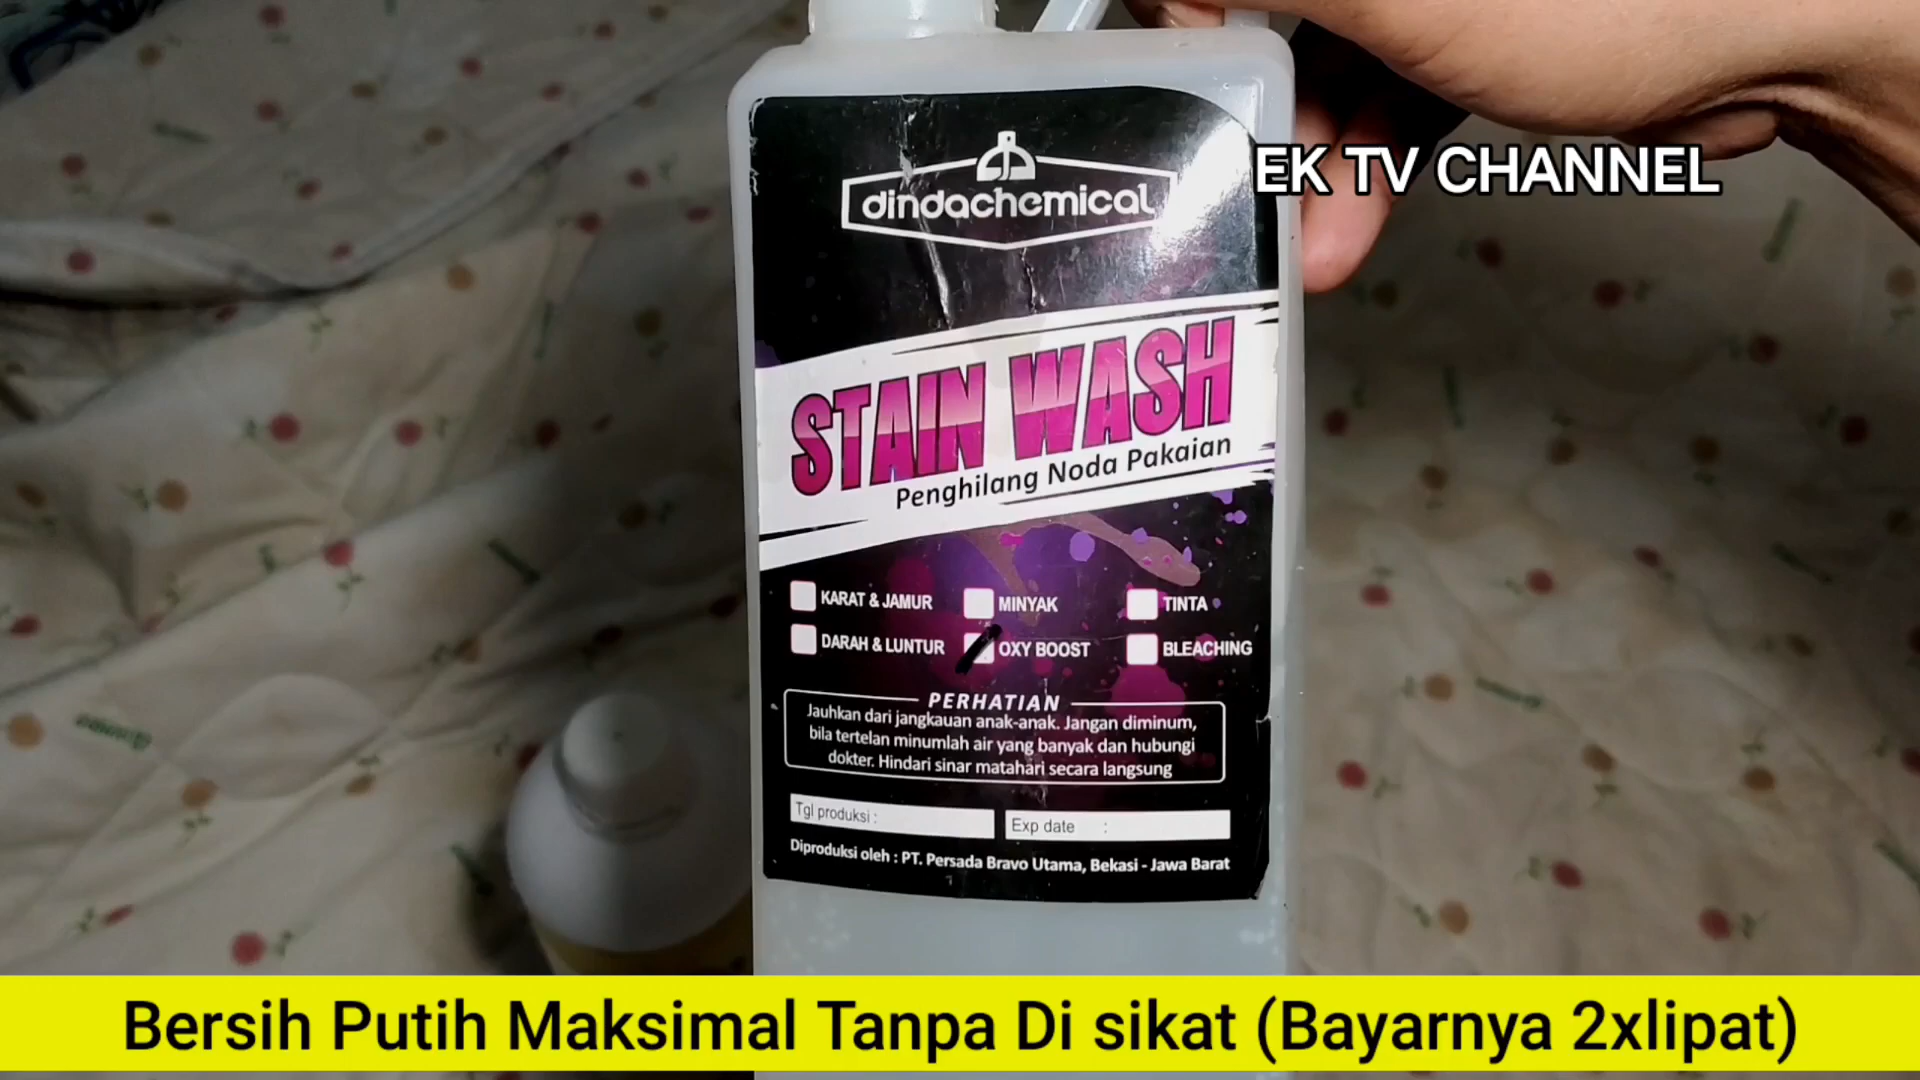 dindachemical
EK TV CHANNEL
STAIN WASH
Penghilang Noda Pakaian
KARAT & JAMUR
MINYAK
TINTA
DARAH & LUNTUR
OXY BOOST
BLEACHING
PERHATIAN
Jauhkan dari jangkauan anak-anak. Jangan diminum,
bila tertelan minumlah air yang banyak dan hubungi
dokter. Hindari sinar matahari secara langsung
Tgl produksi :
Exp date :
Diproduksi oleh : PT. Persada Bravo Utama, Bekasi - Jawa Barat
Bersih Putih Maksimal Tanpa Di sikat (Bayarnya 2xlipat)